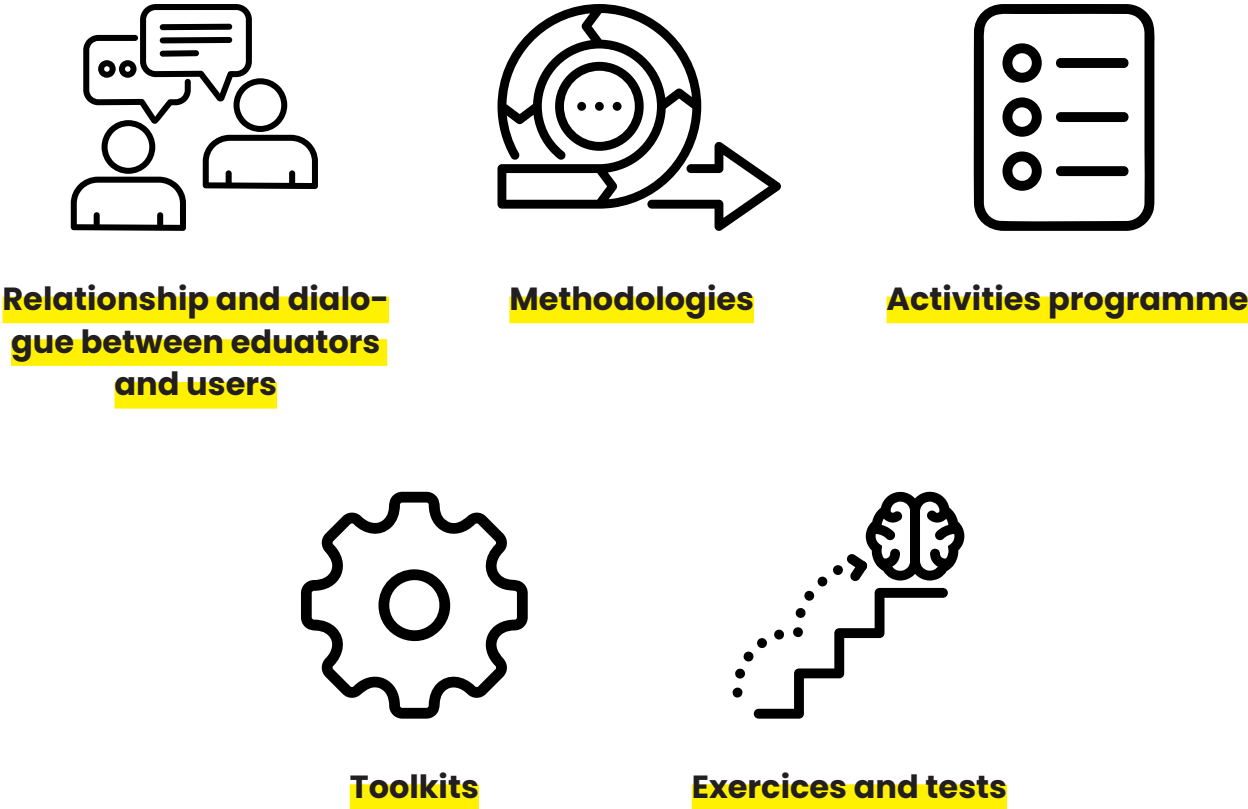 Relationship and dialo-
gue between eduators
and users
Methodologies
Activities programme
Toolkits
Exercices and tests